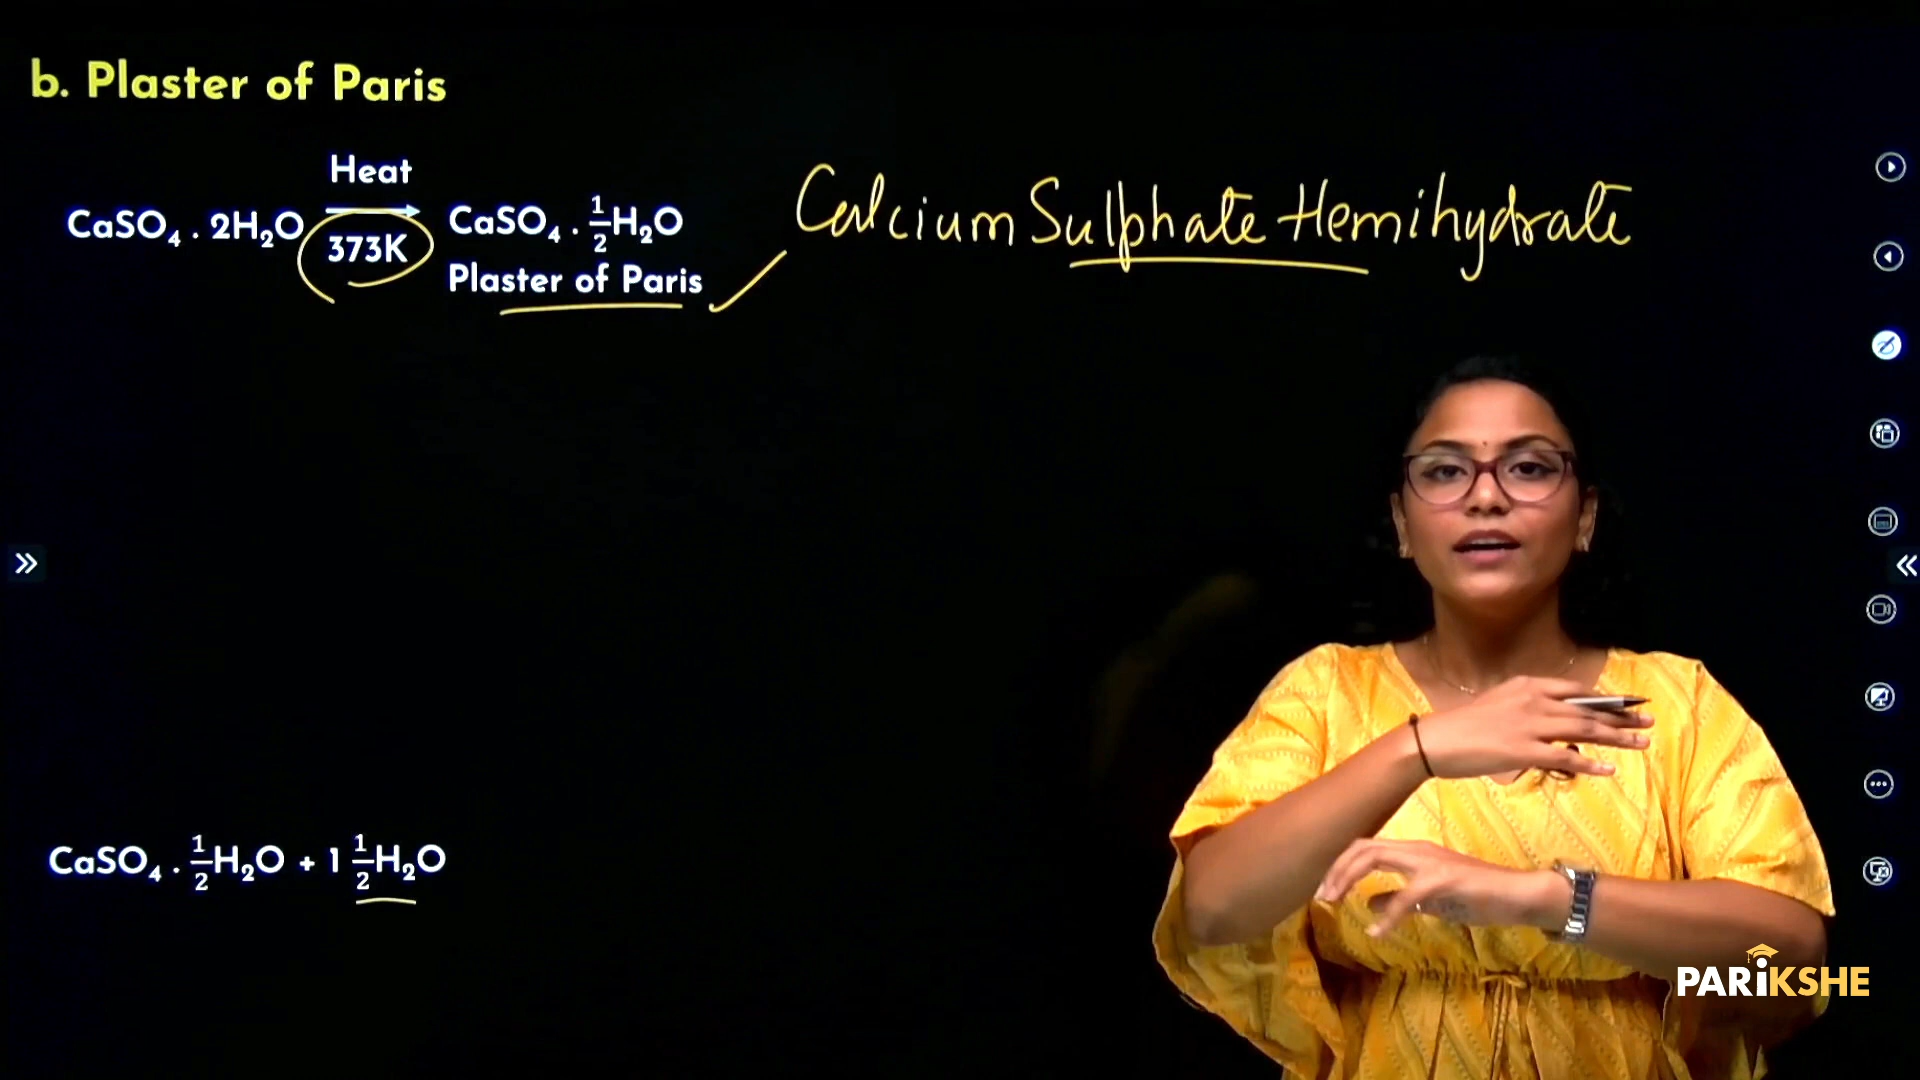 b. Plaster of Paris
Heat
CaSO₄ . 2H₂O → CaSO₄ . ½H₂O
373K
Plaster of Paris
Calcium Sulphate Hemihydrate
CaSO₄ . ½H₂O + 1 ½H₂O
PARiKSHE